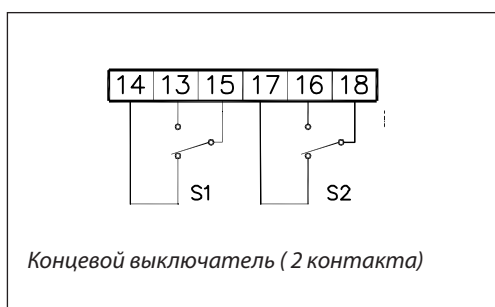 14 13 15 17 16 18
S1 S2
Концевой выключатель ( 2 контакта)